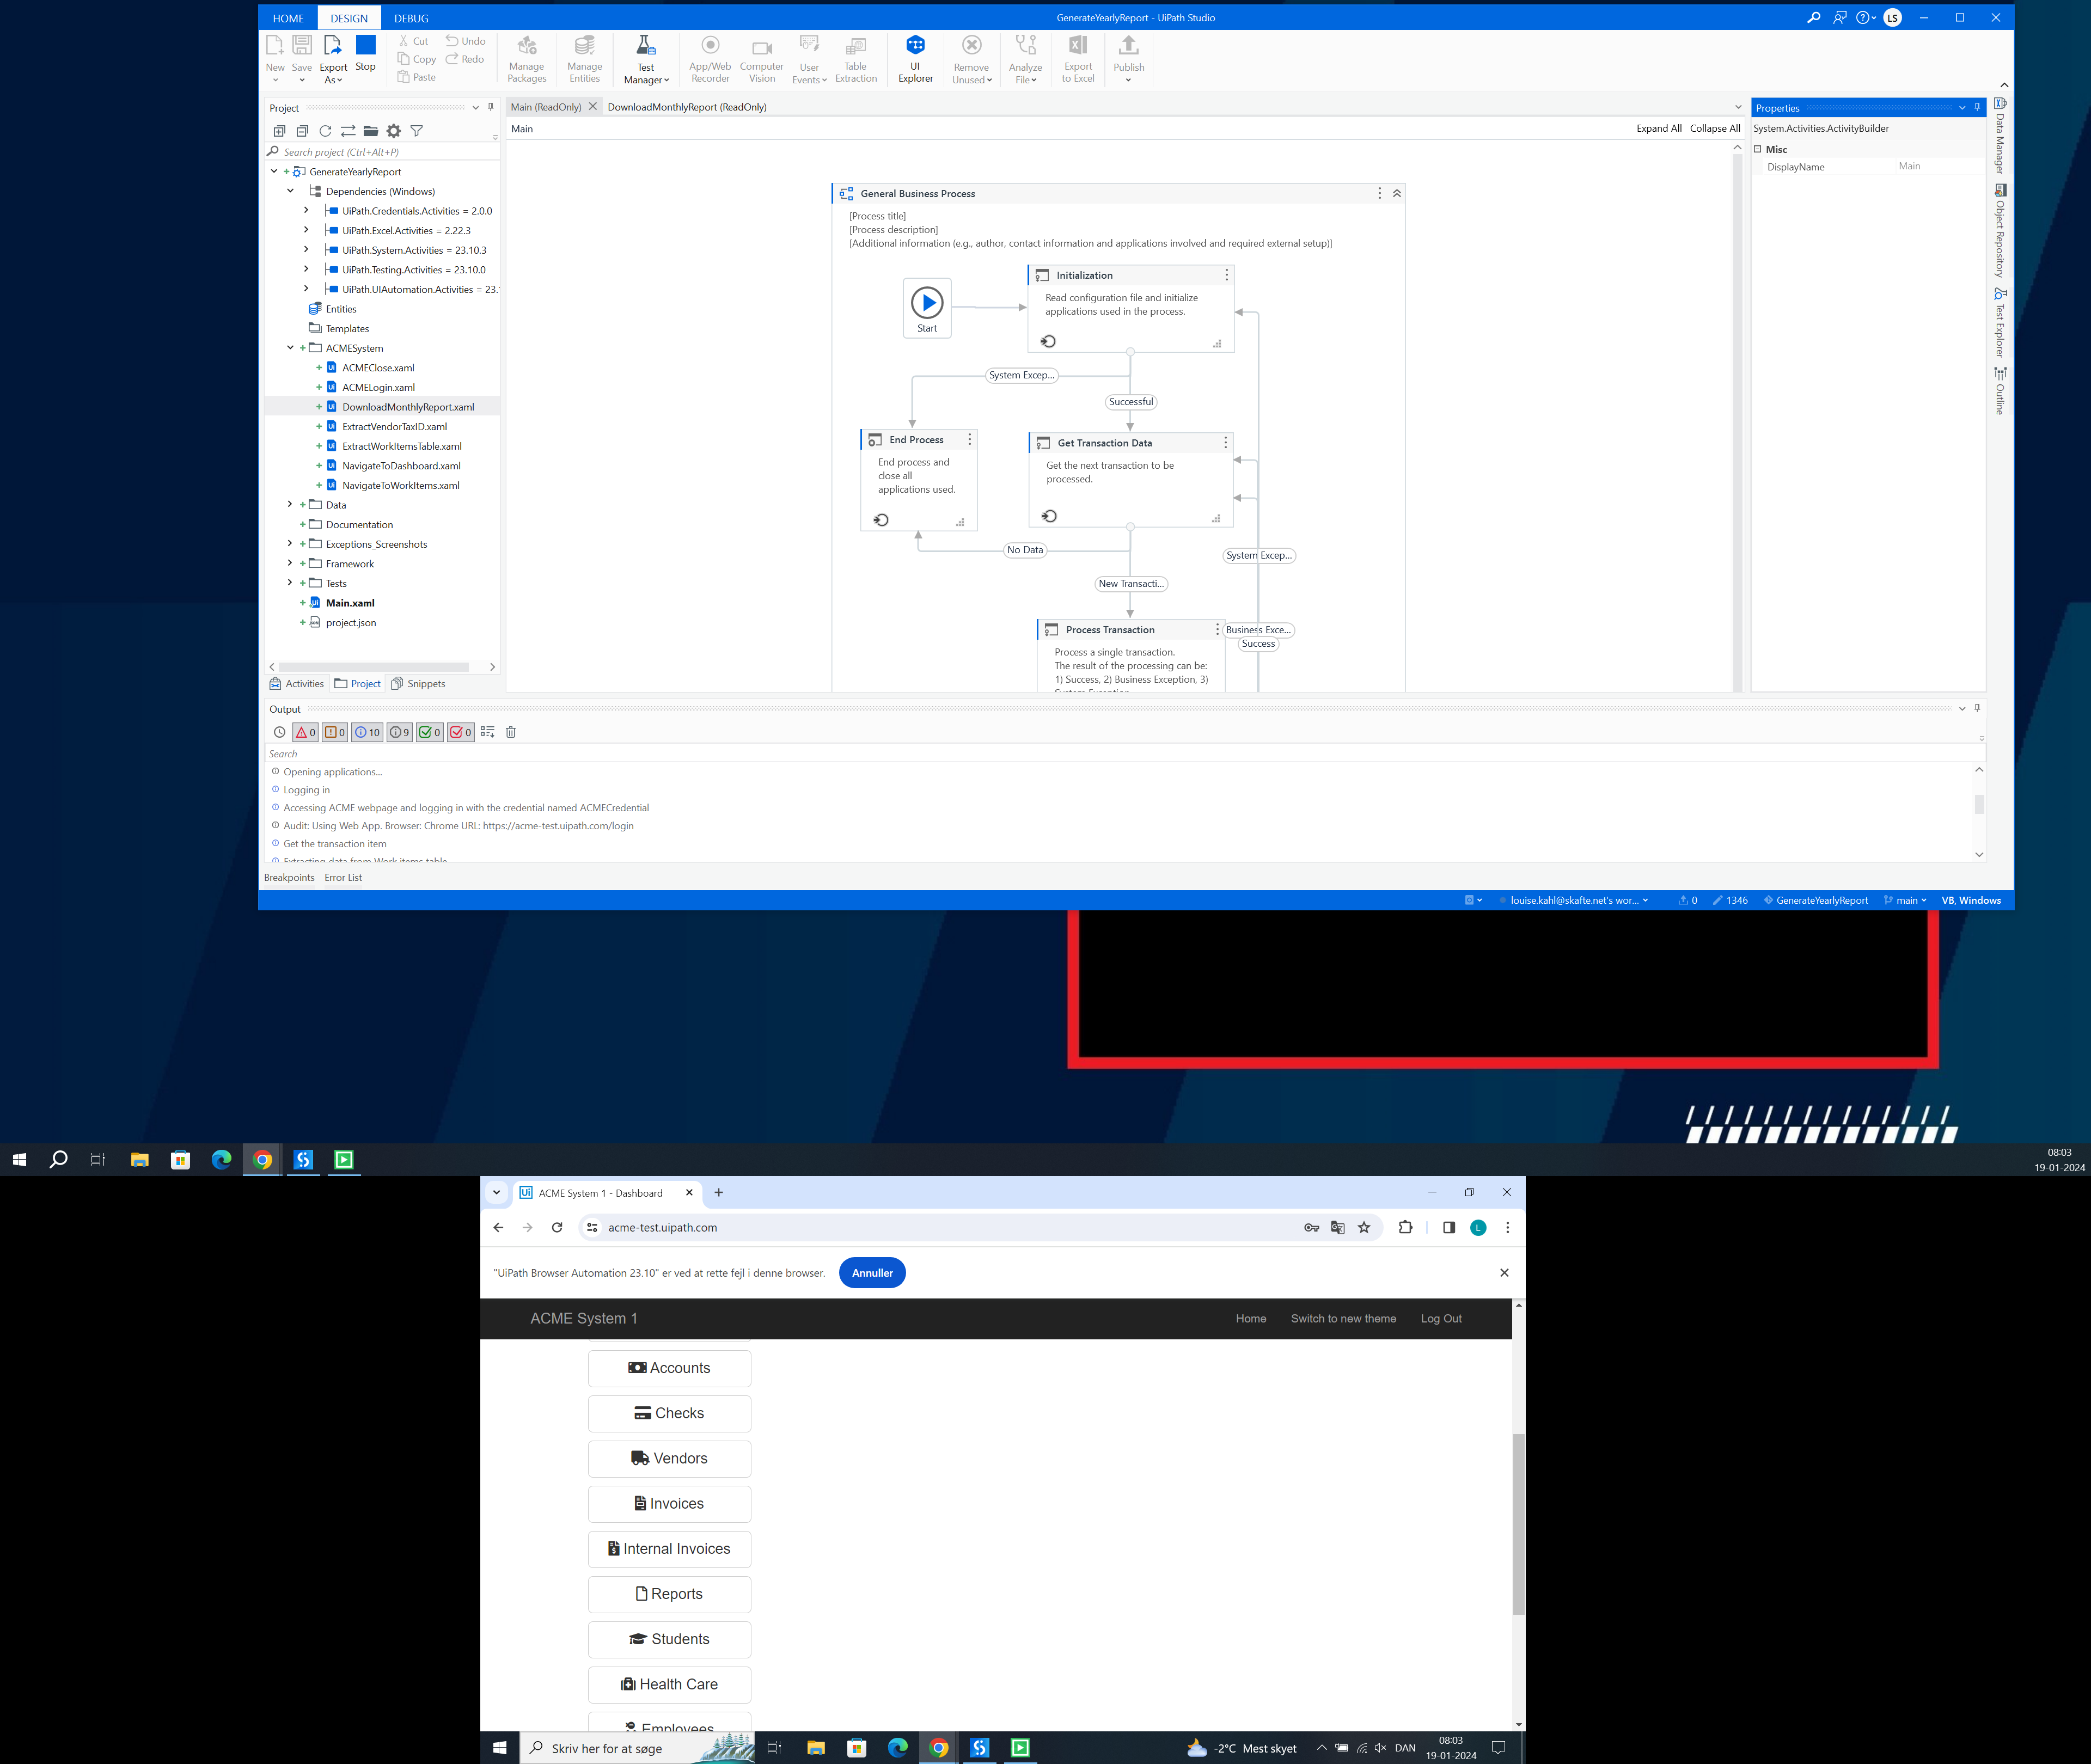 HOME DESIGN DEBUG
GenerateYearlyReport - UiPath Studio
LS
New Save Export As Stop
Cut Undo
Copy Redo
Paste
Manage Packages
Manage Entities
Test Manager
App/Web Recorder
Computer Vision
User Events
Table Extraction
UI Explorer
Remove Unused
Analyze File
Export to Excel
Publish
Project
Search project (Ctrl+Alt+P)
GenerateYearlyReport
Dependencies (Windows)
UiPath.Credentials.Activities = 2.0.0
UiPath.Excel.Activities = 2.22.3
UiPath.System.Activities = 23.10.3
UiPath.Testing.Activities = 23.10.0
UiPath.UIAutomation.Activities = 23.
Entities
Templates
ACMESystem
ACMEClose.xaml
ACMELogin.xaml
DownloadMonthlyReport.xaml
ExtractVendorTaxID.xaml
ExtractWorkItemsTable.xaml
NavigateToDashboard.xaml
NavigateToWorkItems.xaml
Data
Documentation
Exceptions_Screenshots
Framework
Tests
Main.xaml
project.json
Activities Project Snippets
Main (ReadOnly) DownloadMonthlyReport (ReadOnly)
Main
Expand All Collapse All
General Business Process
[Process title]
[Process description]
[Additional information (e.g., author, contact information and applications involved and required external setup)]
Start
Initialization
Read configuration file and initialize
applications used in the process.
System Excep...
Successful
End Process
End process and
close all
applications used.
Get Transaction Data
Get the next transaction to be
processed.
No Data
System Excep...
New Transacti...
Process Transaction
Business Exce...
Success
Process a single transaction.
The result of the processing can be:
1) Success, 2) Business Exception, 3)
System Exception
Properties
System.Activities.ActivityBuilder
Misc
DisplayName Main
Data Manager
Object Repository
Test Explorer
Outline
Output
0 0 10 9 0 0
Search
Opening applications...
Logging in
Accessing ACME webpage and logging in with the credential named ACMECredential
Audit: Using Web App. Browser: Chrome URL: https://acme-test.uipath.com/login
Get the transaction item
Extracting data from Work items table
Breakpoints Error List
louise.kahl@skafte.net's wor... 0 1346 GenerateYearlyReport main VB, Windows
08:03
19-01-2024
ACME System 1 - Dashboard
acme-test.uipath.com
L
"UiPath Browser Automation 23.10" er ved at rette fejl i denne browser. Annuller
ACME System 1 Home Switch to new theme Log Out
Accounts
Checks
Vendors
Invoices
Internal Invoices
Reports
Students
Health Care
Employees
Skriv her for at søge
-2°C Mest skyet
DAN
08:03
19-01-2024